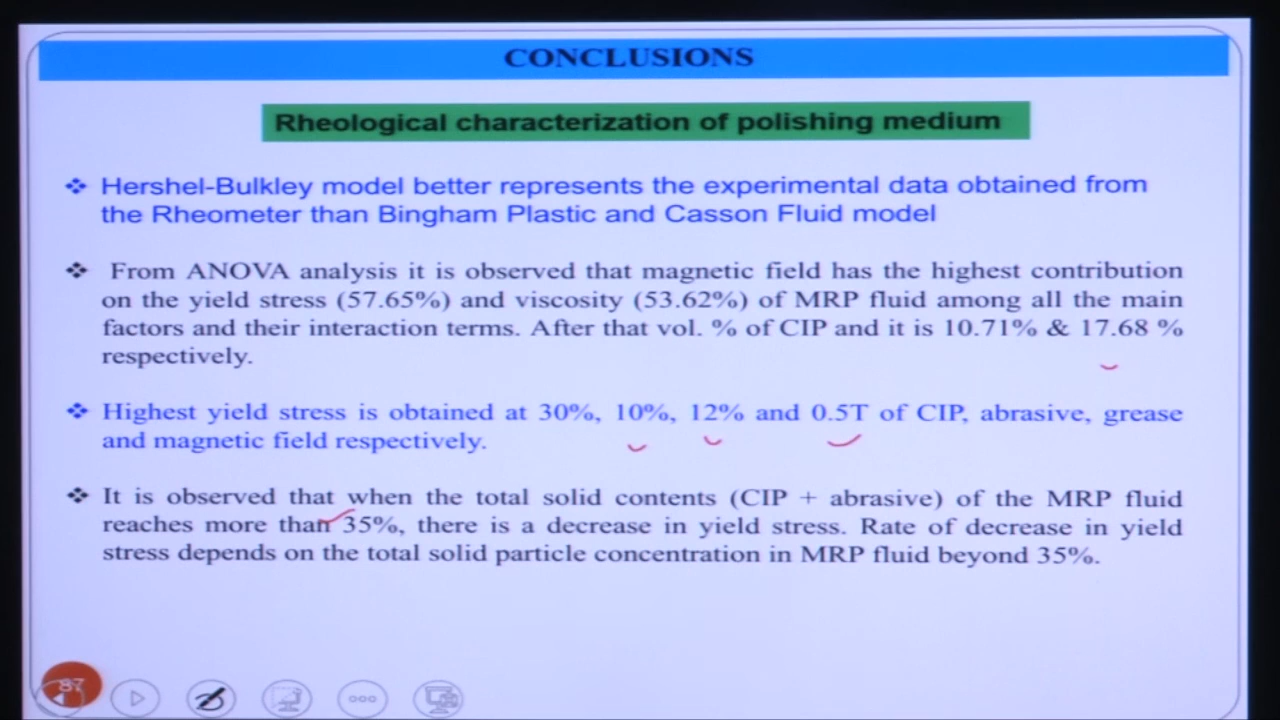 CONCLUSIONS
Rheological characterization of polishing medium
❖ Hershel-Bulkley model better represents the experimental data obtained from
the Rheometer than Bingham Plastic and Casson Fluid model
❖ From ANOVA analysis it is observed that magnetic field has the highest contribution
on the yield stress (57.65%) and viscosity (53.62%) of MRP fluid among all the main
factors and their interaction terms. After that vol. % of CIP and it is 10.71% & 17.68 %
respectively.
❖ Highest yield stress is obtained at 30%, 10%, 12% and 0.5T of CIP, abrasive, grease
and magnetic field respectively.
❖ It is observed that when the total solid contents (CIP + abrasive) of the MRP fluid
reaches more than 35%, there is a decrease in yield stress. Rate of decrease in yield
stress depends on the total solid particle concentration in MRP fluid beyond 35%.
87